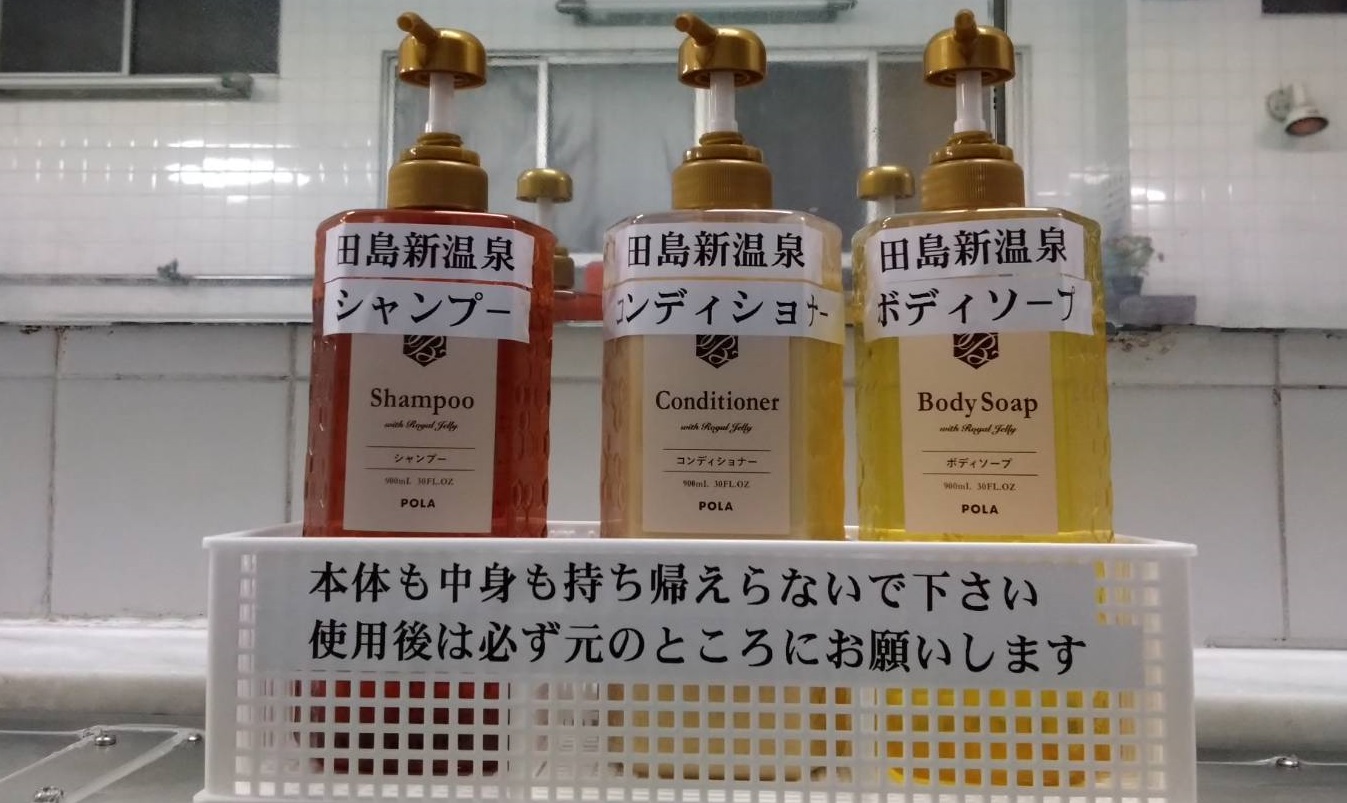 田島新温泉
シャンプー
Shampoo
with Royal Jelly
シャンプー
900mL 30FL.OZ
POLA
田島新温泉
コンディショナー
Conditioner
with Royal Jelly
コンディショナー
900mL 30FL.OZ
POLA
田島新温泉
ボディソープ
Body Soap
with Royal Jelly
ボディソープ
900mL 30FL.OZ
POLA
本体も中身も持ち帰えらないで下さい
使用後は必ず元のところにお願いします